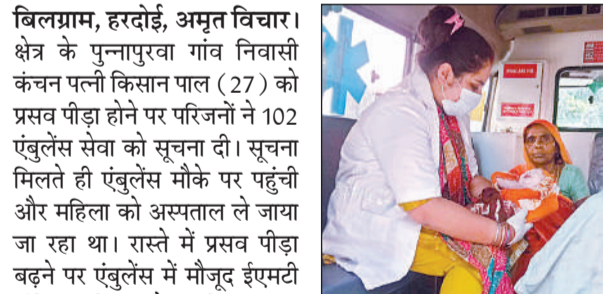 बिलग्राम, हरदोई, अमृत विचार।
क्षेत्र के पुन्नापुरवा गांव निवासी
कंचन पत्नी किसान पाल (27) को
प्रसव पीड़ा होने पर परिजनों ने 102
एंबुलेंस सेवा को सूचना दी। सूचना
मिलते ही एंबुलेंस मौके पर पहुंची
और महिला को अस्पताल ले जाया
जा रहा था। रास्ते में प्रसव पीड़ा
बढ़ने पर एंबुलेंस में मौजूद ईएमटी